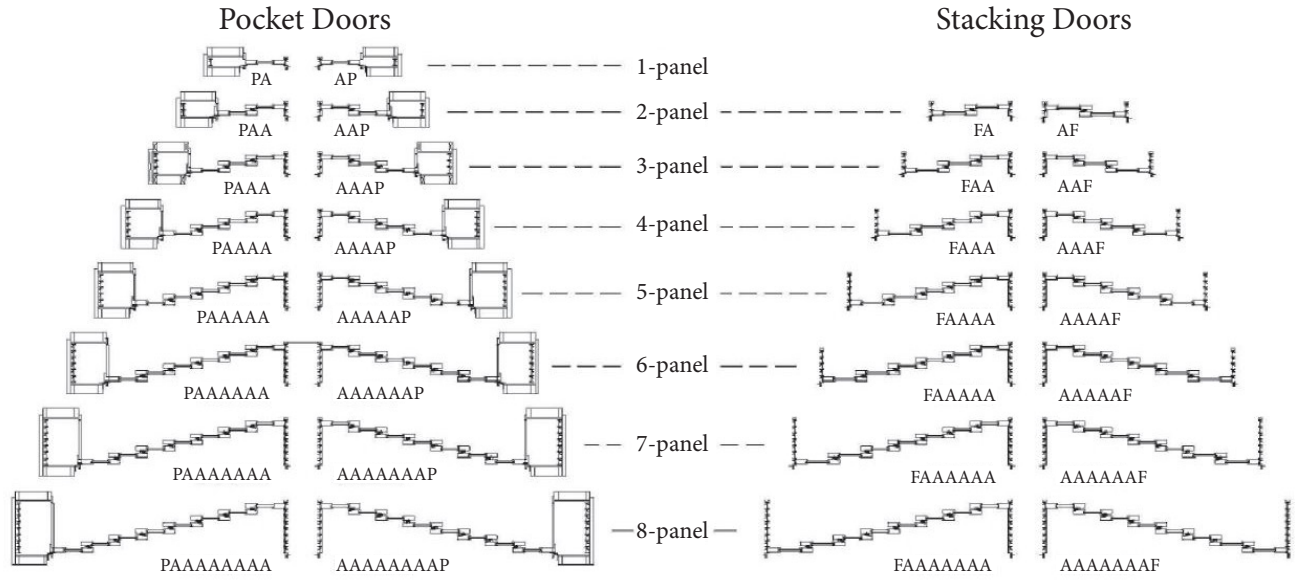 Pocket Doors Stacking Doors
PA AP 1-panel
PAA AAP 2-panel FA AF
PAAA AAAP 3-panel FAA AAF
PAAAA AAAAP 4-panel FAAA AAAF
PAAAAA AAAAAP 5-panel FAAAA AAAAF
PAAAAAA AAAAAAP 6-panel FAAAAA AAAAAF
PAAAAAAA AAAAAAAP 7-panel FAAAAAA AAAAAAF
PAAAAAAAA AAAAAAAAP 8-panel FAAAAAAA AAAAAAAF